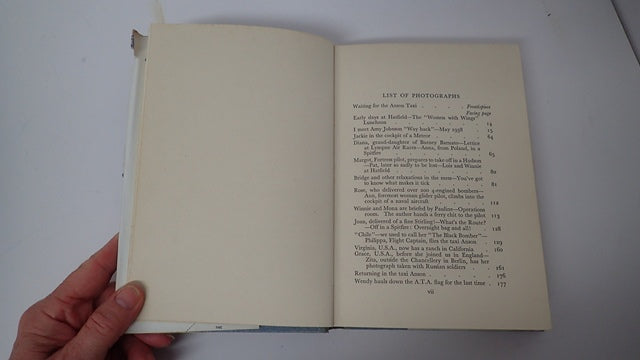 LIST OF PHOTOGRAPHS
Waiting for the Anson Taxi . . . . Frontispiece
Facing page
Early days at Hatfield—The "Women with Wings"
Luncheon . . . . . . 14
I meet Amy Johnson "Way back"—May 1938 . 15
Jackie in the cockpit of a Meteor . . . 64
Diana, grand-daughter of Barney Barnato—Lettice
at Lympne Air Races—Anna, from Poland, in a
Spitfire . . . . . . 65
Margot, Fortress pilot, prepares to take off in a Hudson
—Pat, later so sadly to be lost—Lois and Winnie
at Hatfield . . . . . . 80
Bridge and other relaxations in the mess—You've got
to know what makes it tick . . . . 81
Rosy, who delivered over 200 4-engined bombers—
Ann, foremost woman glider pilot, climbs into the
cockpit of a naval aircraft . . . . 112
Winnie and Mona are briefed by Pauline—Operations
room. The author hands a ferry chit to the pilot 113
Joan, delivered of a fine Stirling!—What's the Route?
—Off in a Spitfire: Overnight bag and all! . 128
"Chile"—we used to call her "The Black Bomber"—
Philippa, Flight Captain, flies the taxi Anson . 129
Virginia, U.S.A., now has a ranch in California . 160
Grace, U.S.A., before she joined us in England—
Zita, outside the Chancellery in Berlin, has her
photograph taken with Russian soldiers . . 161
Returning in the taxi Anson . . . . 176
Wendy hauls down the A.T.A. flag for the last time . 177
vii